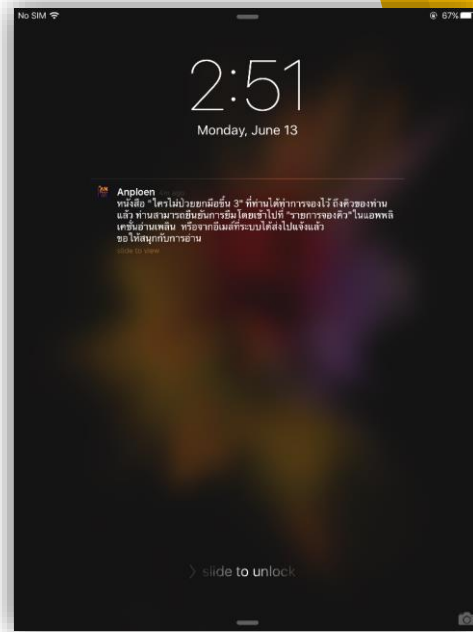 No SIM
67%
2:51
Monday, June 13
Anploen 4m ago
หนังสือ "ใครไม่ป่วยยกมือขึ้น 3" ที่ท่านได้ทำการจองไว้ ถึงคิวของท่าน
แล้ว ท่านสามารถยืนยันการยืม โดยเข้าไปที่ "รายการจองคิว" ในแอพพลิ
เคชั่นอ่านเพลิน หรือจากอีเมล์ที่ระบบได้ส่งไปแจ้งแล้ว
ขอให้สนุกกับการอ่าน
slide to view
slide to unlock